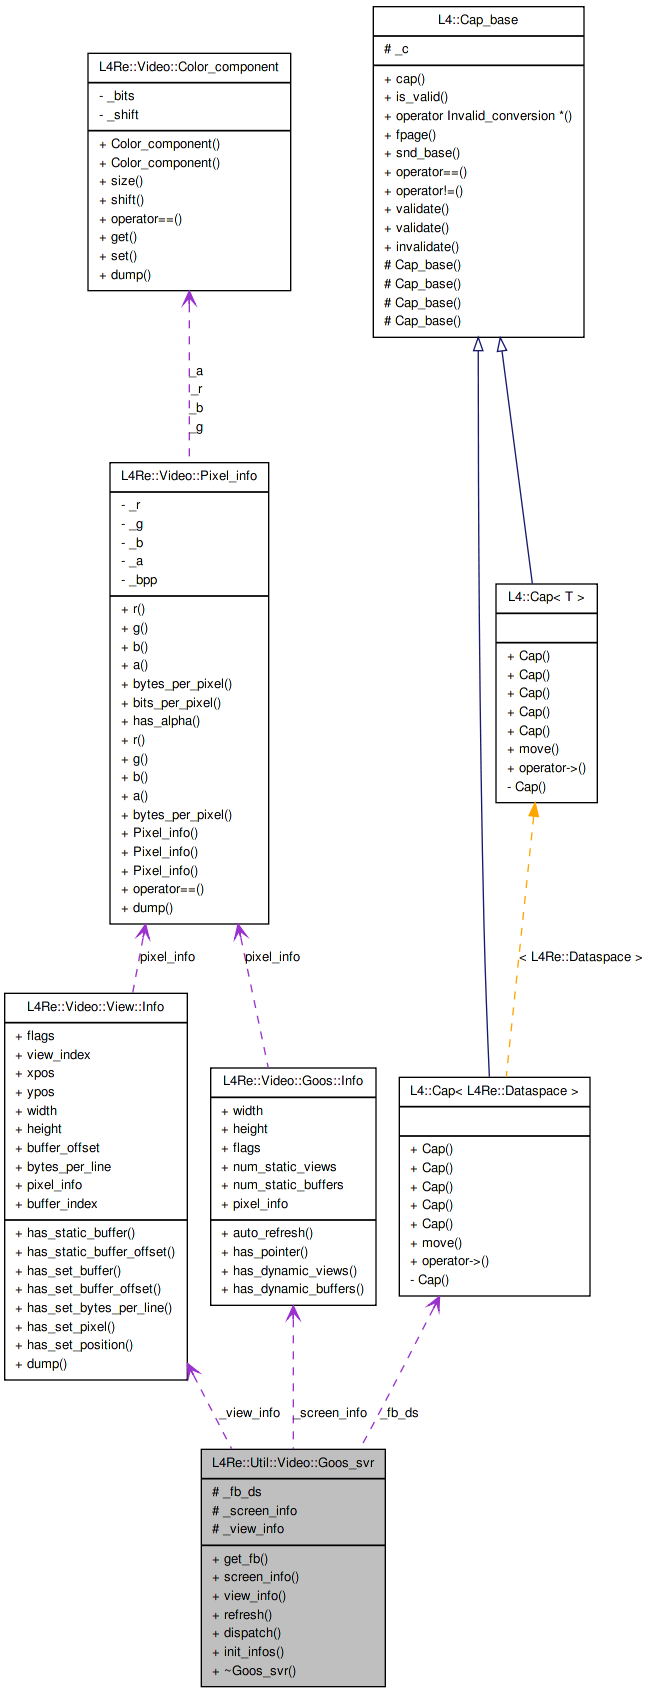 L4::Cap_base
# _c
+ cap()
+ is_valid()
+ operator Invalid_conversion *()
+ fpage()
+ snd_base()
+ operator==()
+ operator!=()
+ validate()
+ validate()
+ invalidate()
# Cap_base()
# Cap_base()
# Cap_base()
# Cap_base()
L4Re::Video::Color_component
- _bits
- _shift
+ Color_component()
+ Color_component()
+ size()
+ shift()
+ operator==()
+ get()
+ set()
+ dump()
_a
_r
_b
_g
L4Re::Video::Pixel_info
- _r
- _g
- _b
- _a
- _bpp
+ r()
+ g()
+ b()
+ a()
+ bytes_per_pixel()
+ bits_per_pixel()
+ has_alpha()
+ r()
+ g()
+ b()
+ a()
+ bytes_per_pixel()
+ Pixel_info()
+ Pixel_info()
+ Pixel_info()
+ operator==()
+ dump()
L4::Cap< T >
+ Cap()
+ Cap()
+ Cap()
+ Cap()
+ Cap()
+ move()
+ operator->()
- Cap()
pixel_info
pixel_info
< L4Re::Dataspace >
L4Re::Video::View::Info
+ flags
+ view_index
+ xpos
+ ypos
+ width
+ height
+ buffer_offset
+ bytes_per_line
+ pixel_info
+ buffer_index
+ has_static_buffer()
+ has_static_buffer_offset()
+ has_set_buffer()
+ has_set_buffer_offset()
+ has_set_bytes_per_line()
+ has_set_pixel()
+ has_set_position()
+ dump()
L4Re::Video::Goos::Info
+ width
+ height
+ flags
+ num_static_views
+ num_static_buffers
+ pixel_info
+ auto_refresh()
+ has_pointer()
+ has_dynamic_views()
+ has_dynamic_buffers()
L4::Cap< L4Re::Dataspace >
+ Cap()
+ Cap()
+ Cap()
+ Cap()
+ Cap()
+ move()
+ operator->()
- Cap()
_view_info
_screen_info
_fb_ds
L4Re::Util::Video::Goos_svr
# _fb_ds
# _screen_info
# _view_info
+ get_fb()
+ screen_info()
+ view_info()
+ refresh()
+ dispatch()
+ init_infos()
+ ~Goos_svr()